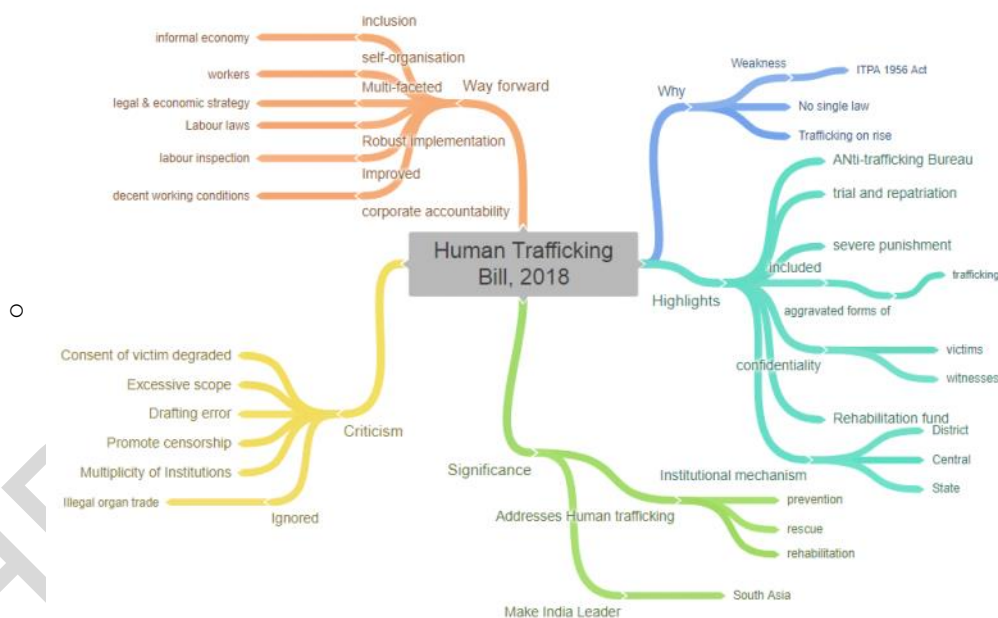 Human Trafficking
Bill, 2018
Way forward
inclusion
informal economy
self-organisation
workers
Multi-faceted
legal & economic strategy
Labour laws
Robust implementation
labour inspection
Improved
decent working conditions
corporate accountability
Why
Weakness
ITPA 1956 Act
No single law
Trafficking on rise
Highlights
ANti-trafficking Bureau
trial and repatriation
severe punishment
included
trafficking
aggravated forms of
confidentiality
victims
witnesses
Rehabilitation fund
Institutional mechanism
District
Central
State
Significance
Addresses Human trafficking
prevention
rescue
rehabilitation
Make India Leader
South Asia
Criticism
Consent of victim degraded
Excessive scope
Drafting error
Promote censorship
Multiplicity of Institutions
Ignored
Illegal organ trade